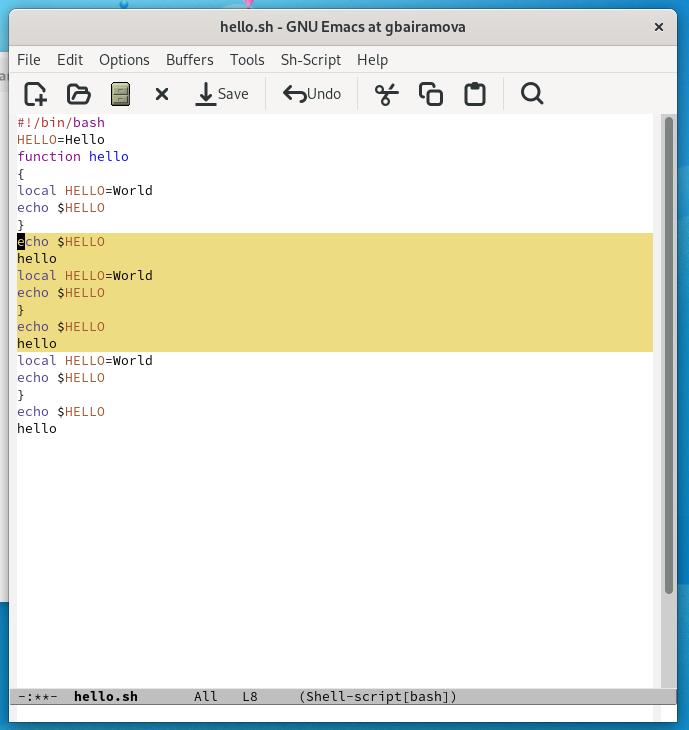 hello.sh - GNU Emacs at gbairamova ×
File Edit Options Buffers Tools Sh-Script Help
Save Undo
#!/bin/bash
HELLO=Hello
function hello
{
local HELLO=World
echo $HELLO
}
echo $HELLO
hello
local HELLO=World
echo $HELLO
}
echo $HELLO
hello
local HELLO=World
echo $HELLO
}
echo $HELLO
hello
-:**- hello.sh All L8 (Shell-script[bash])